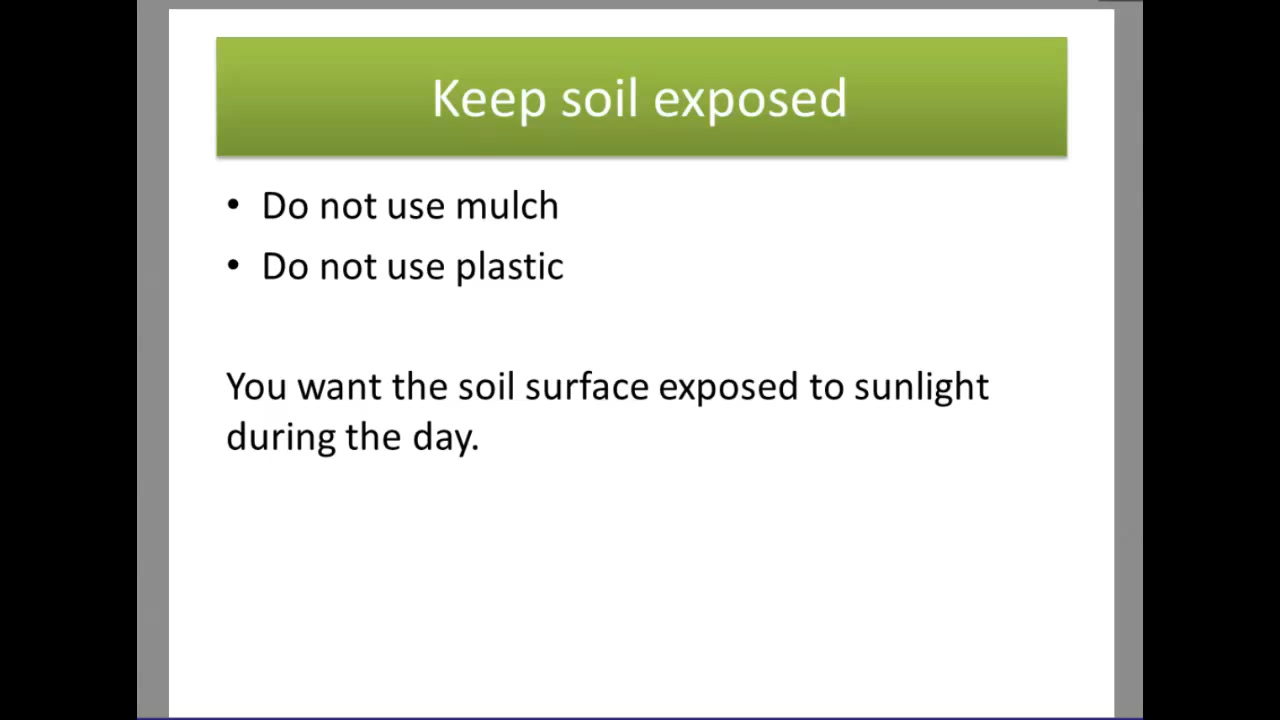 Keep soil exposed
• Do not use mulch
• Do not use plastic
You want the soil surface exposed to sunlight
during the day.